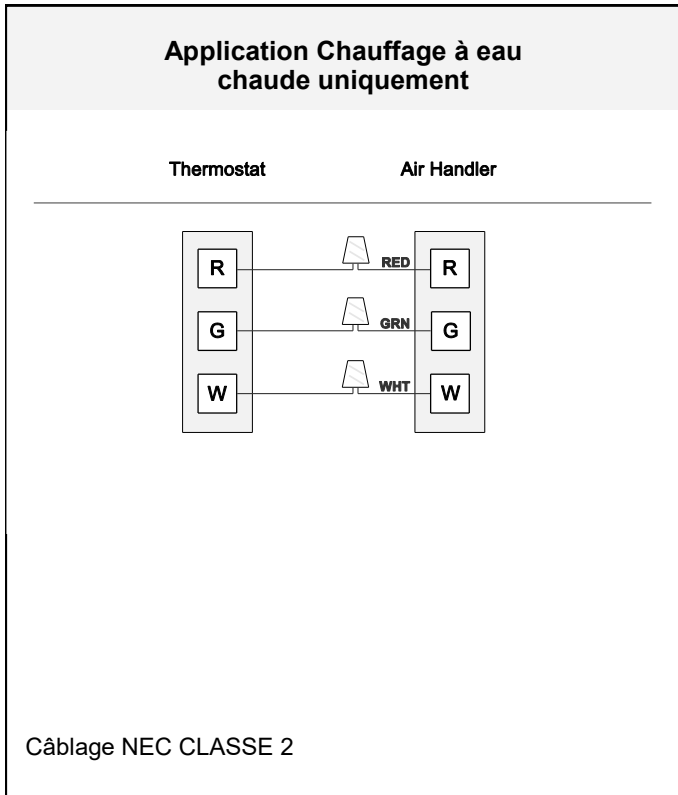 Application Chauffage à eau
chaude uniquement
Thermostat Air Handler
R RED R
G GRN G
W WHT W
Câblage NEC CLASSE 2